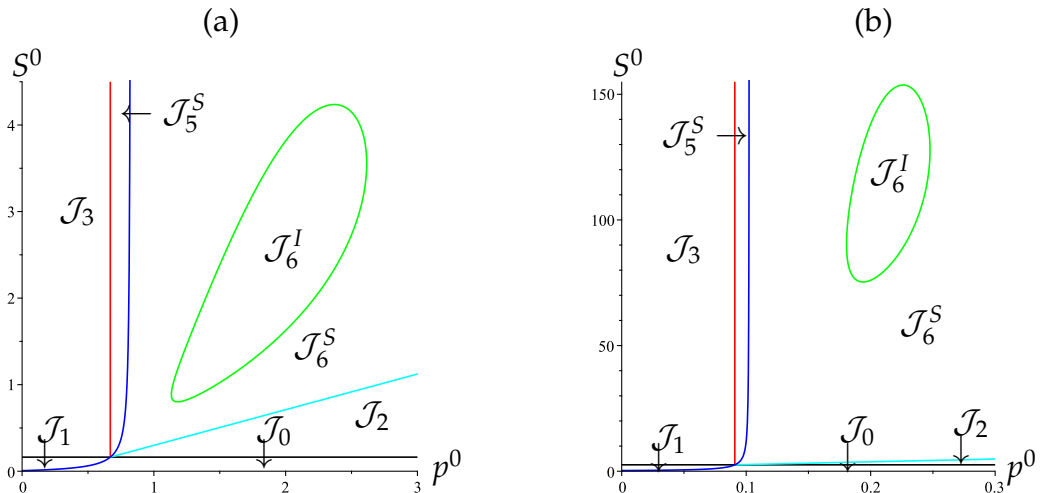 (a)
S^0
4
3
2
1
0
0
1
2
3
p^0
𝒥_5^S
𝒥_3
𝒥_6^I
𝒥_6^S
𝒥_2
𝒥_1
𝒥_0
(b)
S^0
150
100
50
0
0
0.1
0.2
0.3
p^0
𝒥_5^S
𝒥_6^I
𝒥_3
𝒥_6^S
𝒥_1
𝒥_0
𝒥_2